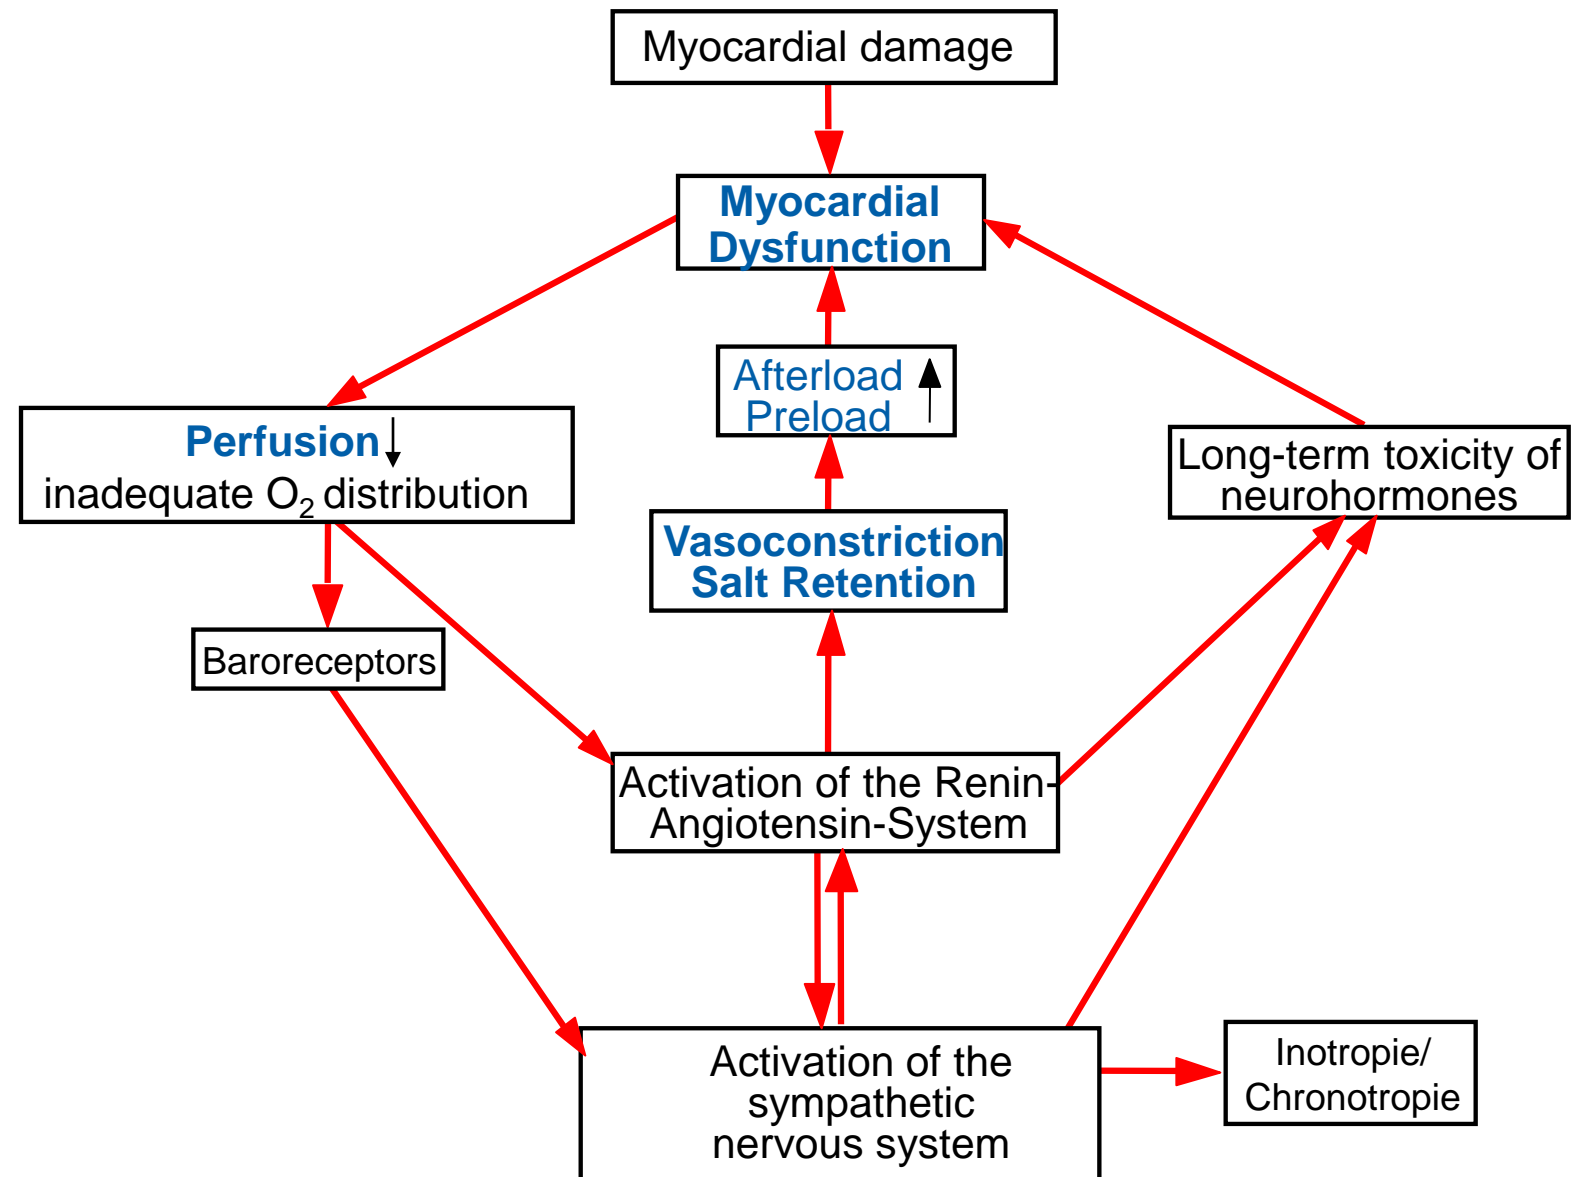 Myocardial damage
Myocardial
Dysfunction
Afterload
Preload
Perfusion
inadequate O₂ distribution
Long-term toxicity of
neurohormones
Vasoconstriction
Salt Retention
Baroreceptors
Activation of the Renin-
Angiotensin-System
Activation of the
sympathetic
nervous system
Inotropie/
Chronotropie